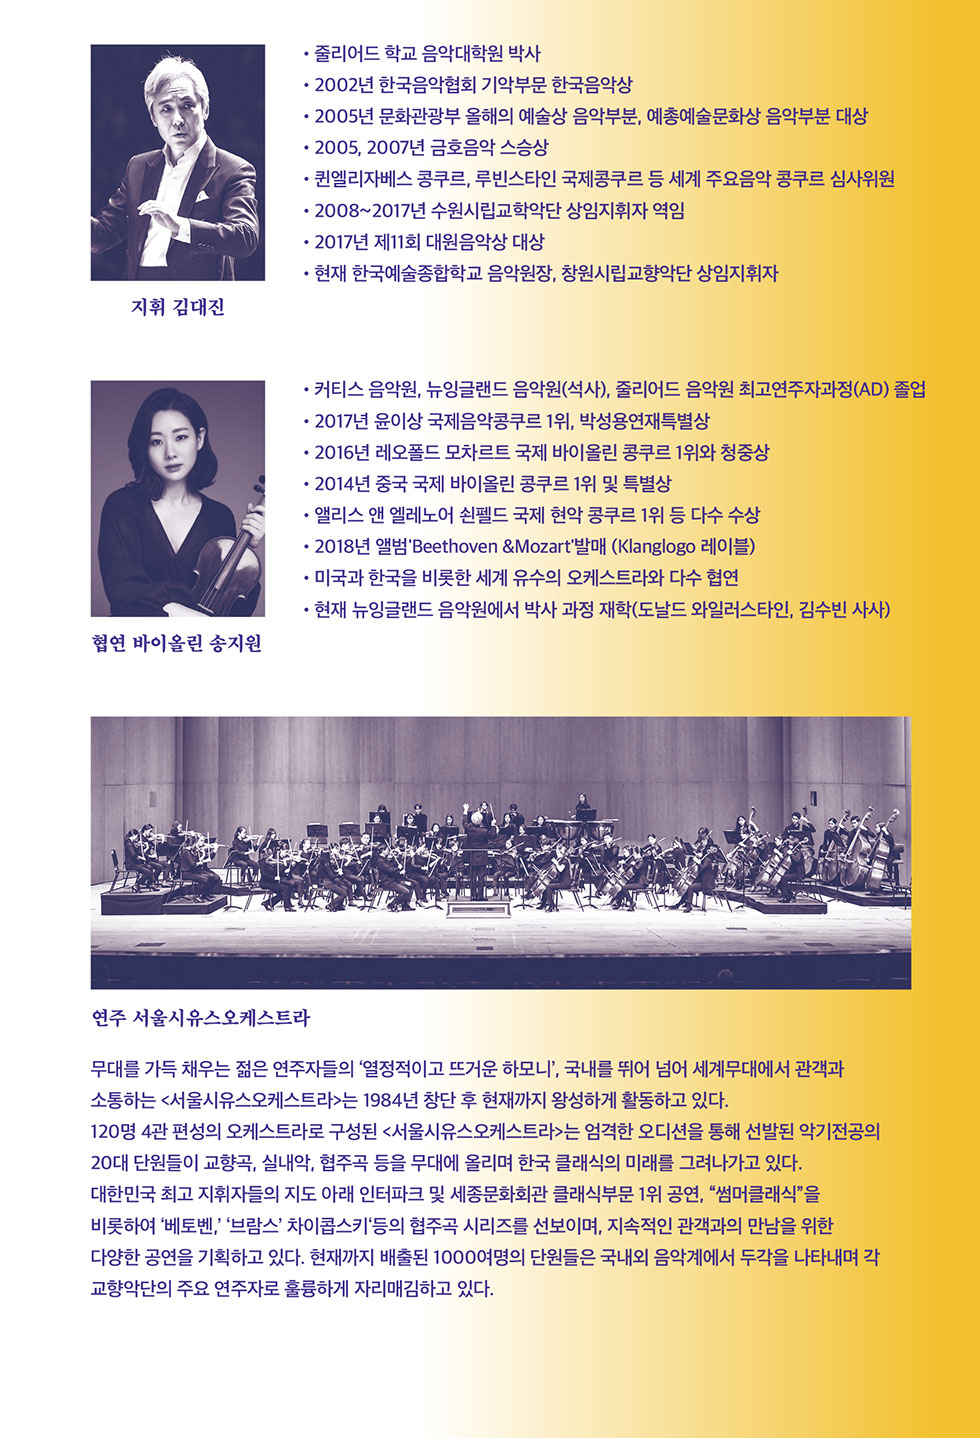 • 줄리어드 학교 음악대학원 박사
• 2002년 한국음악협회 기악부문 한국음악상
• 2005년 문화관광부 올해의 예술상 음악부분, 예총예술문화상 음악부분 대상
• 2005, 2007년 금호음악 스승상
• 퀸엘리자베스 콩쿠르, 루빈스타인 국제콩쿠르 등 세계 주요음악 콩쿠르 심사위원
• 2008~2017년 수원시립교학악단 상임지휘자 역임
• 2017년 제11회 대원음악상 대상
• 현재 한국예술종합학교 음악원장, 창원시립교향악단 상임지휘자
지휘 김대진
• 커티스 음악원, 뉴잉글랜드 음악원(석사), 줄리어드 음악원 최고연주자과정(AD) 졸업
• 2017년 윤이상 국제음악콩쿠르 1위, 박성용연재특별상
• 2016년 레오폴드 모차르트 국제 바이올린 콩쿠르 1위와 청중상
• 2014년 중국 국제 바이올린 콩쿠르 1위 및 특별상
• 앨리스 앤 엘레노어 쇤펠드 국제 현악 콩쿠르 1위 등 다수 수상
• 2018년 앨범'Beethoven &Mozart'발매 (Klanglogo 레이블)
• 미국과 한국을 비롯한 세계 유수의 오케스트라와 다수 협연
• 현재 뉴잉글랜드 음악원에서 박사 과정 재학(도날드 와일러스타인, 김수빈 사사)
협연 바이올린 송지원
연주 서울시유스오케스트라
무대를 가득 채우는 젊은 연주자들의 ‘열정적이고 뜨거운 하모니’, 국내를 뛰어 넘어 세계무대에서 관객과
소통하는 <서울시유스오케스트라>는 1984년 창단 후 현재까지 왕성하게 활동하고 있다.
120명 4관 편성의 오케스트라로 구성된 <서울시유스오케스트라>는 엄격한 오디션을 통해 선발된 악기전공의
20대 단원들이 교향곡, 실내악, 협주곡 등을 무대에 올리며 한국 클래식의 미래를 그려나가고 있다.
대한민국 최고 지휘자들의 지도 아래 인터파크 및 세종문화회관 클래식부문 1위 공연, “썸머클래식”을
비롯하여 ‘베토벤,’ ‘브람스’ 차이콥스키‘등의 협주곡 시리즈를 선보이며, 지속적인 관객과의 만남을 위한
다양한 공연을 기획하고 있다. 현재까지 배출된 1000여명의 단원들은 국내외 음악계에서 두각을 나타내며 각
교향악단의 주요 연주자로 훌륭하게 자리매김하고 있다.